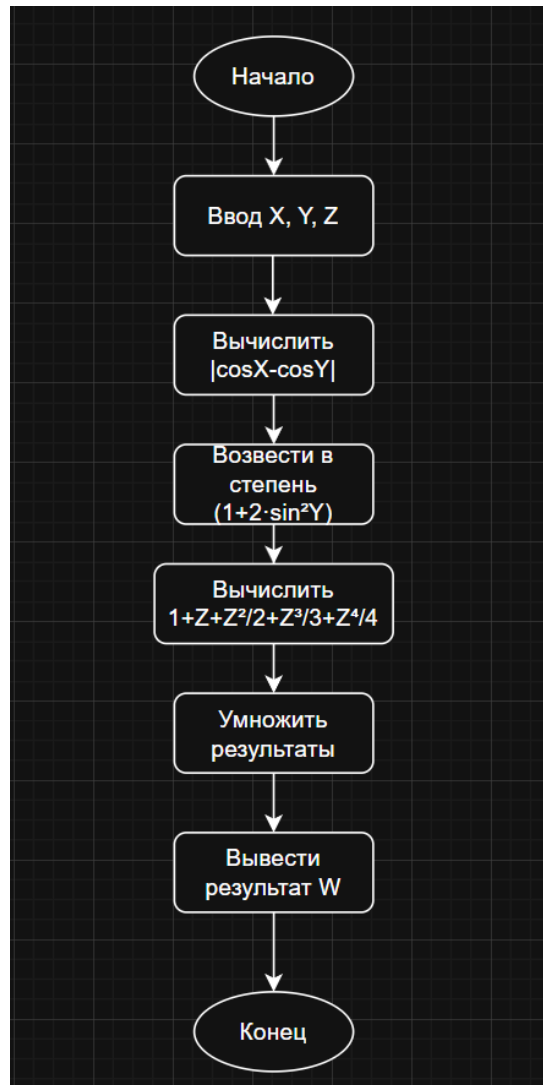 Начало
Ввод X, Y, Z
Вычислить
|cosX-cosY|
Возвести в
степень
(1+2·sin²Y)
Вычислить
1+Z+Z²/2+Z³/3+Z⁴/4
Умножить
результаты
Вывести
результат W
Конец